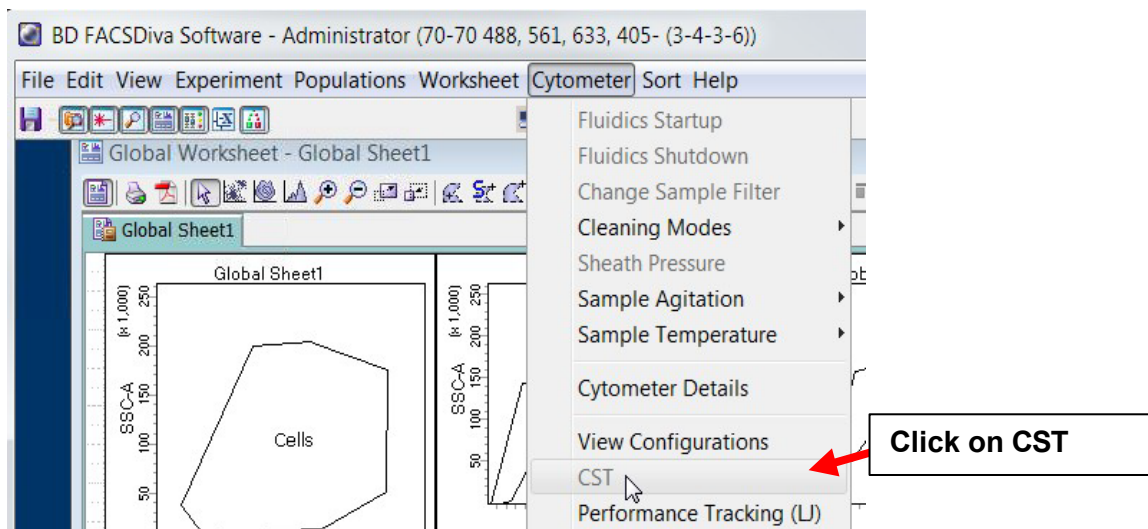 BD FACSDiva Software - Administrator (70-70 488, 561, 633, 405- (3-4-3-6))
File Edit View Experiment Populations Worksheet Cytometer Sort Help
Global Worksheet - Global Sheet1
Global Sheet1
Global Sheet1
(x 1,000)
SSC-A
50 100 150 200 250
Cells
(x 1,000)
SSC-A
50 100 150 200 250
Fluidics Startup
Fluidics Shutdown
Change Sample Filter
Cleaning Modes
Sheath Pressure
Sample Agitation
Sample Temperature
Cytometer Details
View Configurations
CST
Performance Tracking (LJ)
Click on CST